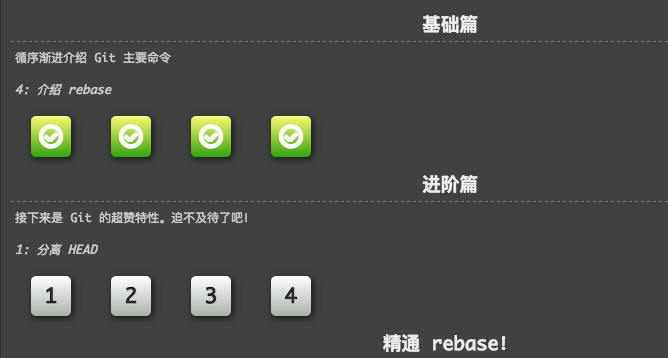 基础篇
循序渐进介绍 Git 主要命令
4: 介绍 rebase
进阶篇
接下来是 Git 的超赞特性。迫不及待了吧!
1: 分离 HEAD
1 2 3 4
精通 rebase!